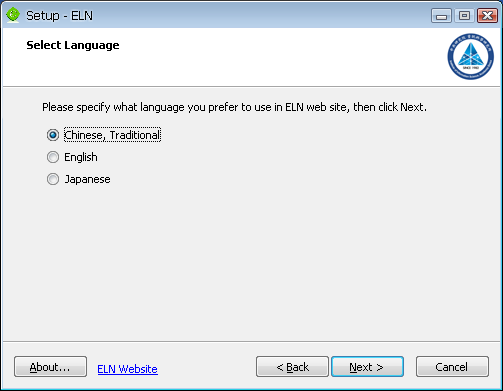 Setup - ELN
Select Language
Please specify what language you prefer to use in ELN web site, then click Next.
Chinese, Traditional
English
Japanese
About...
ELN Website
< Back
Next >
Cancel